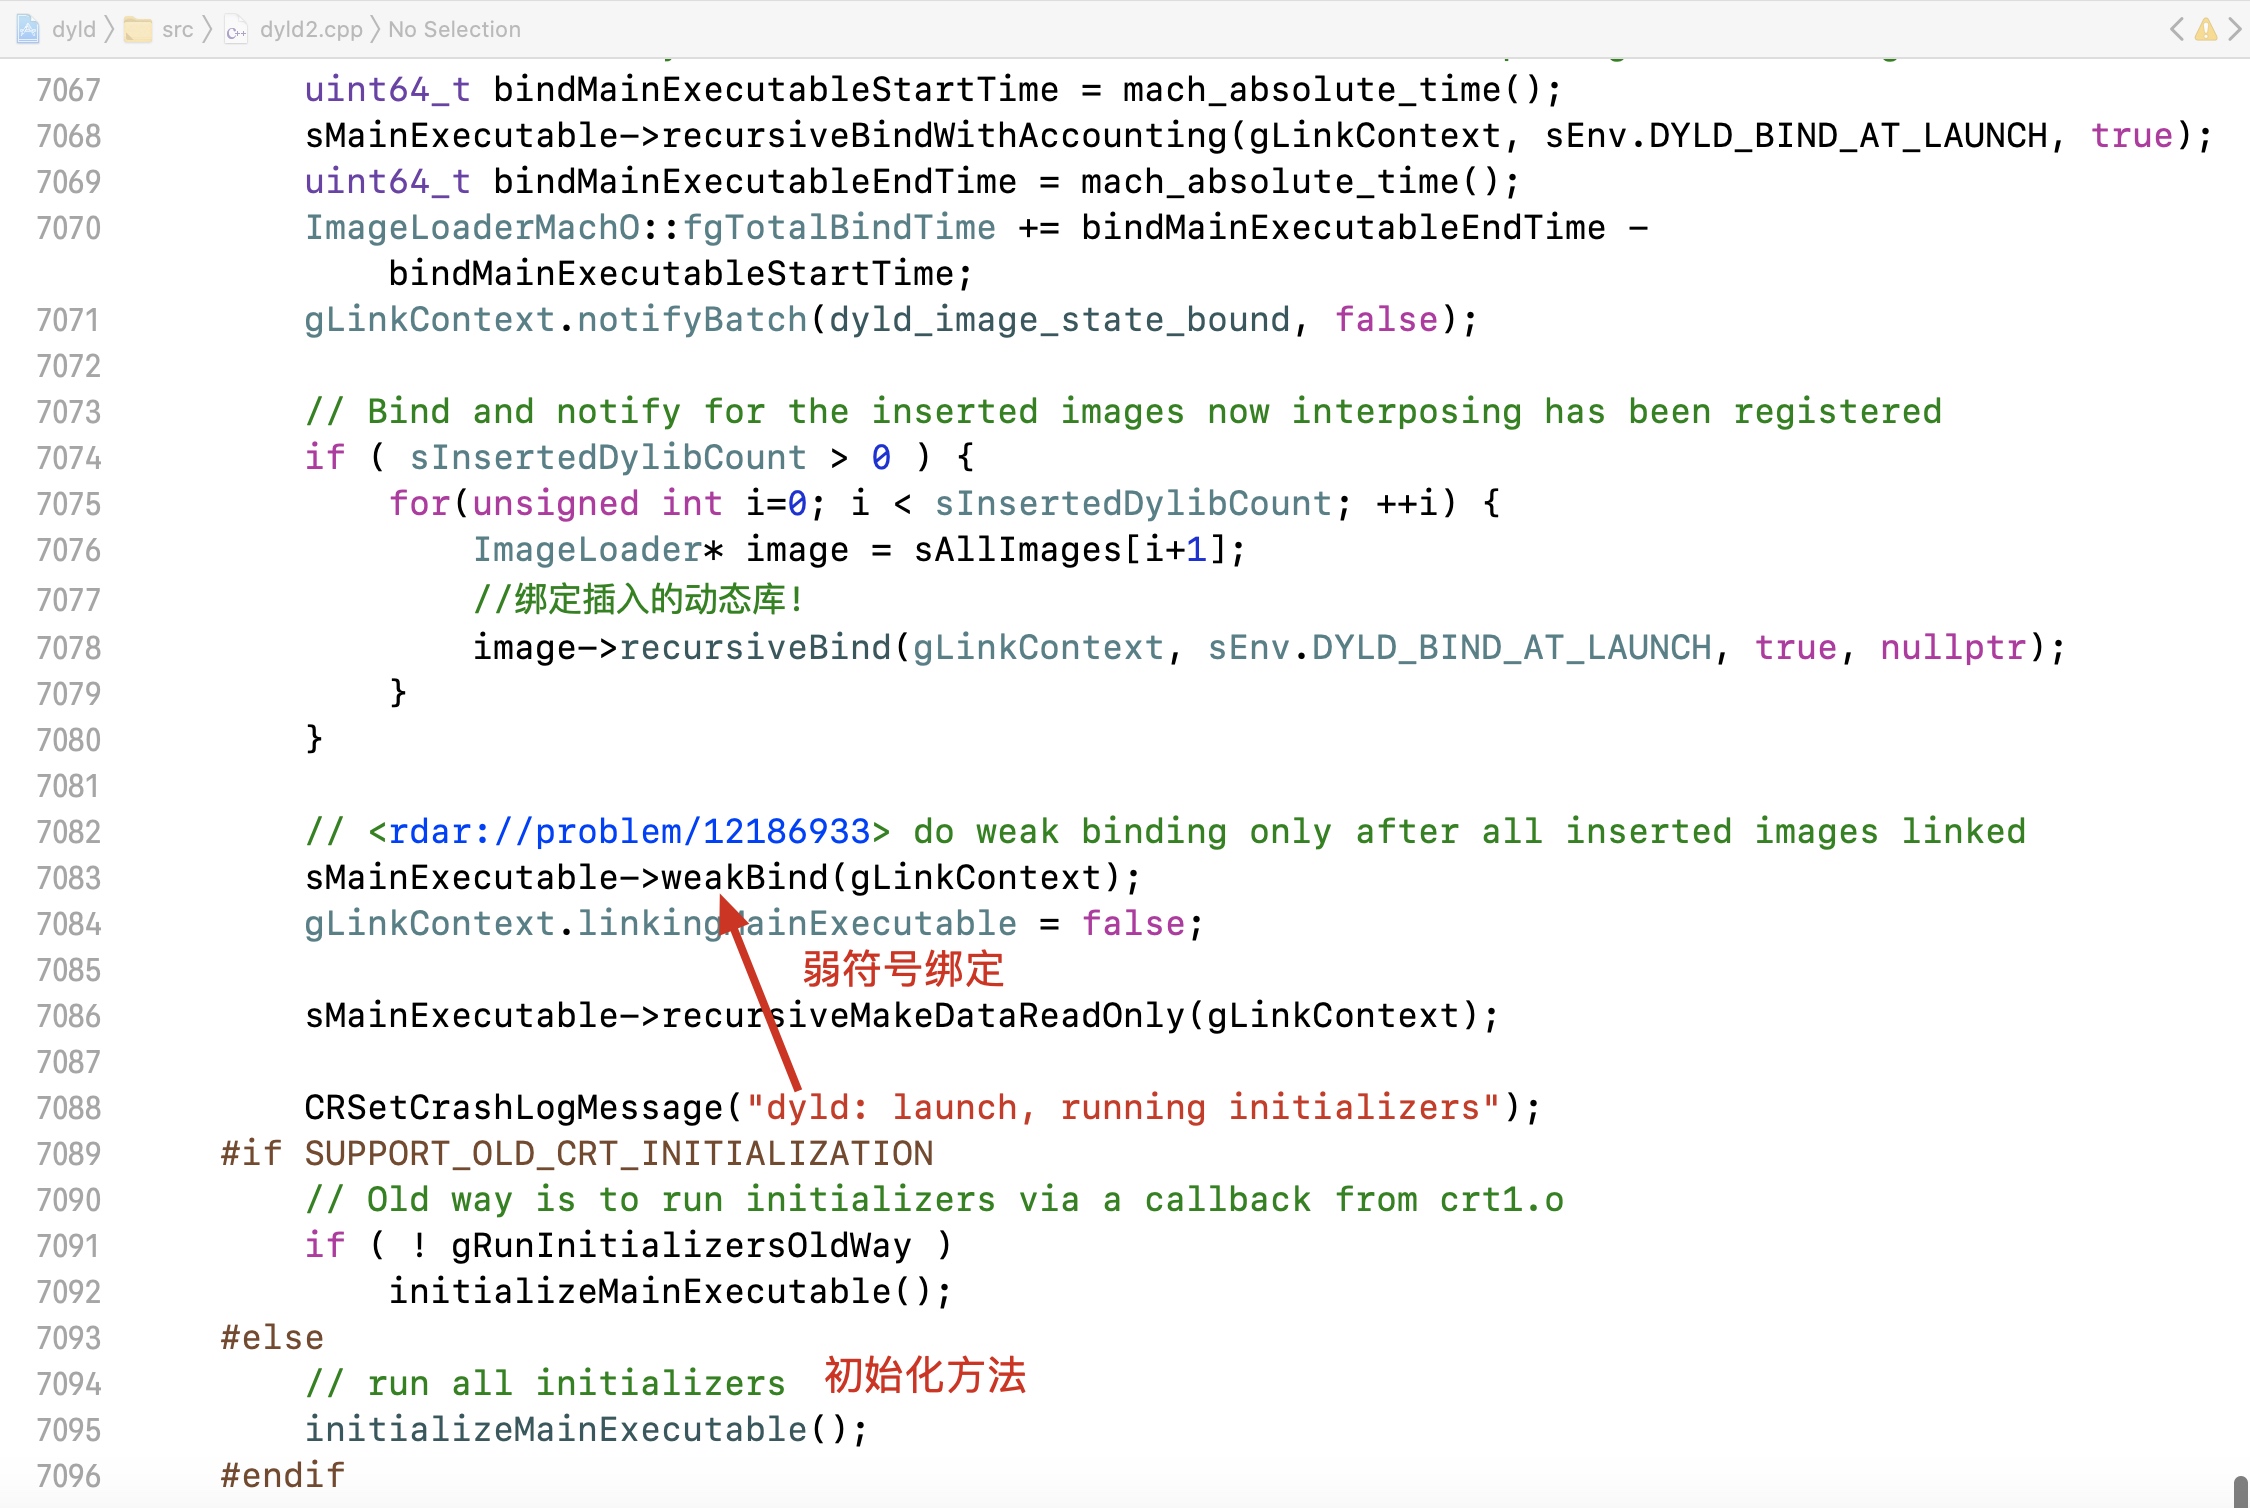 dyld 〉 src 〉 dyld2.cpp 〉 No Selection
7067 uint64_t bindMainExecutableStartTime = mach_absolute_time();
7068 sMainExecutable->recursiveBindWithAccounting(gLinkContext, sEnv.DYLD_BIND_AT_LAUNCH, true);
7069 uint64_t bindMainExecutableEndTime = mach_absolute_time();
7070 ImageLoaderMachO::fgTotalBindTime += bindMainExecutableEndTime -
bindMainExecutableStartTime;
7071 gLinkContext.notifyBatch(dyld_image_state_bound, false);
7072
7073 // Bind and notify for the inserted images now interposing has been registered
7074 if ( sInsertedDylibCount > 0 ) {
7075 for(unsigned int i=0; i < sInsertedDylibCount; ++i) {
7076 ImageLoader* image = sAllImages[i+1];
7077 //绑定插入的动态库!
7078 image->recursiveBind(gLinkContext, sEnv.DYLD_BIND_AT_LAUNCH, true, nullptr);
7079 }
7080 }
7081
7082 // <rdar://problem/12186933> do weak binding only after all inserted images linked
7083 sMainExecutable->weakBind(gLinkContext);
7084 gLinkContext.linkingMainExecutable = false;
7085 弱符号绑定
7086 sMainExecutable->recursiveMakeDataReadOnly(gLinkContext);
7087
7088 CRSetCrashLogMessage("dyld: launch, running initializers");
7089 #if SUPPORT_OLD_CRT_INITIALIZATION
7090 // Old way is to run initializers via a callback from crt1.o
7091 if ( ! gRunInitializersOldWay )
7092 initializeMainExecutable();
7093 #else
7094 // run all initializers 初始化方法
7095 initializeMainExecutable();
7096 #endif